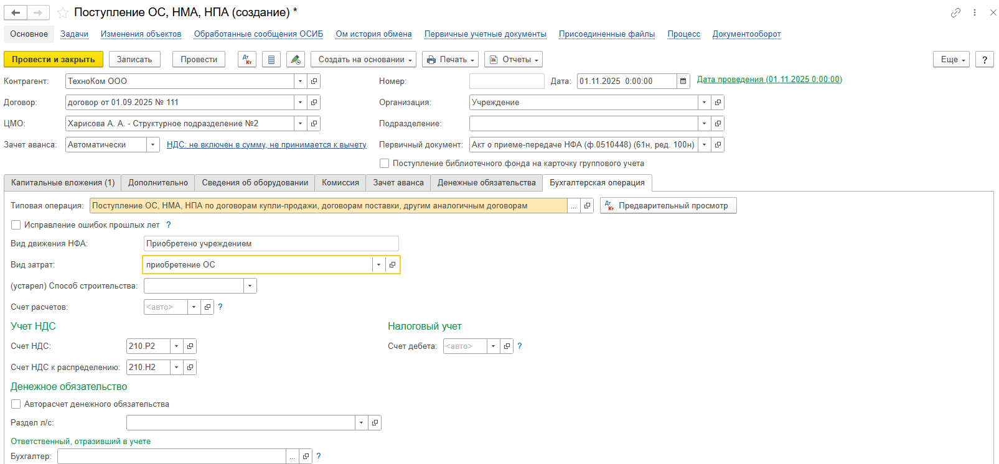 Поступление ОС, НМА, НПА (создание) *
Основное Задачи Изменения объектов Обработанные сообщения ОСИБ Ом история обмена Первичные учетные документы Присоединенные файлы Процесс Документооборот
Провести и закрыть Записать Провести Дт Кт Создать на основании Печать Отчеты Еще ?
Контрагент: ТехноКом ООО Номер: Дата: 01.11.2025 0:00:00 Дата проведения (01.11.2025 0:00:00)
Договор: договор от 01.09.2025 № 111 Организация: Учреждение
ЦМО: Харисова А. А. - Структурное подразделение №2 Подразделение:
Зачет аванса: Автоматически НДС: не включен в сумму, не принимается к вычету Первичный документ: Акт о приеме-передаче НФА (ф.0510448) (61н, ред. 100н)
Поступление библиотечного фонда на карточку группового учета
Капитальные вложения (1) Дополнительно Сведения об оборудовании Комиссия Зачет аванса Денежные обязательства Бухгалтерская операция
Типовая операция: Поступление ОС, НМА, НПА по договорам купли-продажи, договорам поставки, другим аналогичным договорам ... Дт Кт Предварительный просмотр
Исправление ошибок прошлых лет ?
Вид движения НФА: Приобретено учреждением
Вид затрат: приобретение ОС
(устарел) Способ строительства:
Счет расчетов: <авто> ?
Учет НДС Налоговый учет
Счет НДС: 210.Р2 Счет дебета: <авто> ?
Счет НДС к распределению: 210.Н2
Денежное обязательство
Авторасчет денежного обязательства
Раздел л/с:
Ответственный, отразивший в учете
Бухгалтер: ... ?